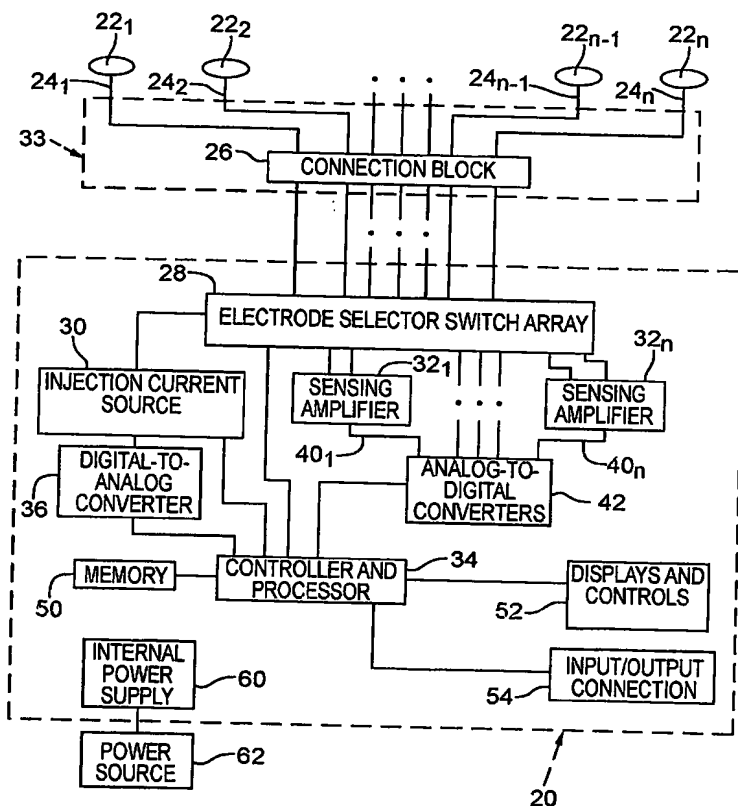 22₁ 22₂ 22ₙ₋₁ 22ₙ
24₁ 24₂ 24ₙ₋₁ 24ₙ
33
26
CONNECTION BLOCK
28
ELECTRODE SELECTOR SWITCH ARRAY
30
INJECTION CURRENT
SOURCE
32₁
SENSING
AMPLIFIER
32ₙ
SENSING
AMPLIFIER
40₁
40ₙ
DIGITAL-TO-
ANALOG
CONVERTER
36
ANALOG-TO-
DIGITAL
CONVERTERS
42
34
CONTROLLER AND
PROCESSOR
MEMORY
50
DISPLAYS AND
CONTROLS
52
INTERNAL
POWER
SUPPLY
60
INPUT/OUTPUT
CONNECTION
54
POWER
SOURCE
62
20